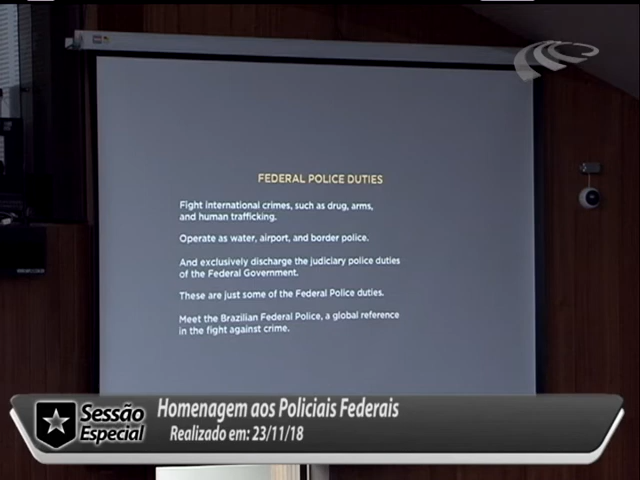 FEDERAL POLICE DUTIES
Fight international crimes, such as drug, arms,
and human trafficking.
Operate as water, airport, and border police.
And exclusively discharge the judiciary police duties
of the Federal Government.
These are just some of the Federal Police duties.
Meet the Brazilian Federal Police, a global reference
in the fight against crime.
Sessão
Especial
Homenagem aos Policiais Federais
Realizado em: 23/11/18